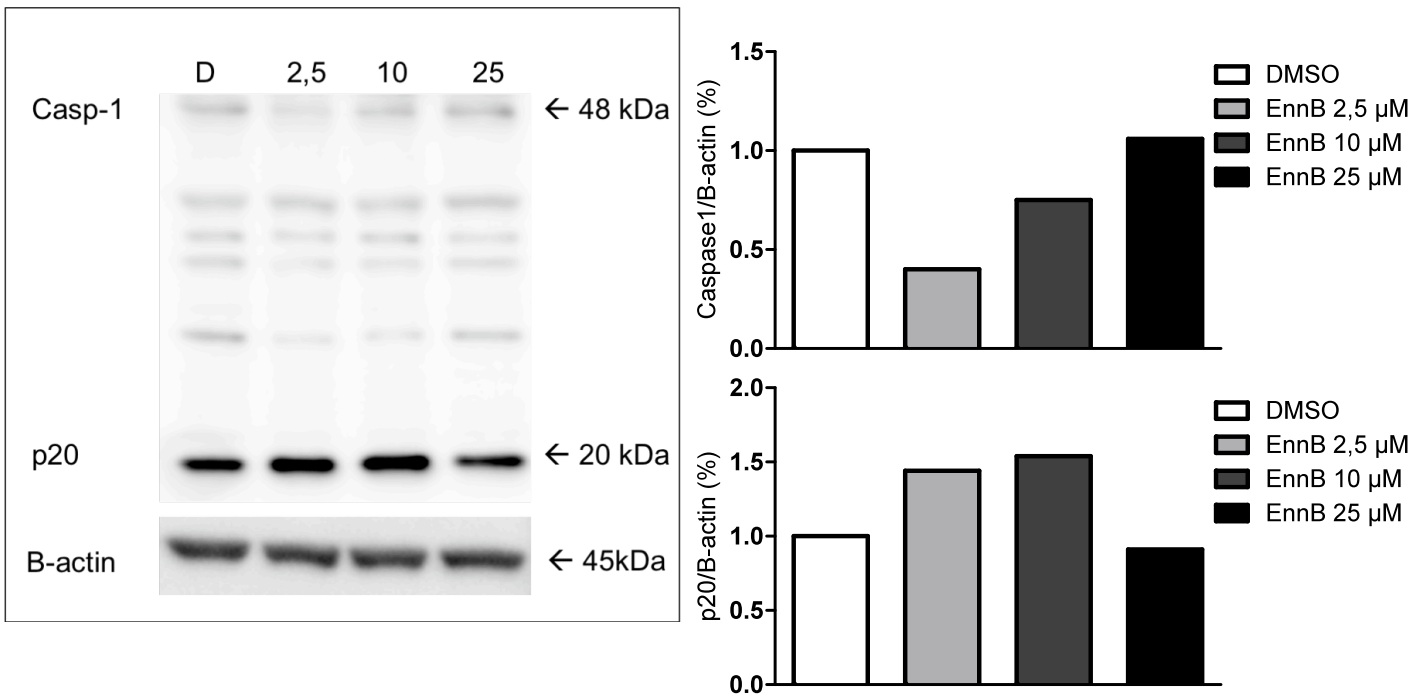 D 2,5 10 25
Casp-1 ← 48 kDa
p20 ← 20 kDa
B-actin ← 45kDa
Caspase1/B-actin (%)
1.5
1.0
0.5
0.0
DMSO
EnnB 2,5 µM
EnnB 10 µM
EnnB 25 µM
p20/B-actin (%)
2.0
1.5
1.0
0.5
0.0
DMSO
EnnB 2,5 µM
EnnB 10 µM
EnnB 25 µM